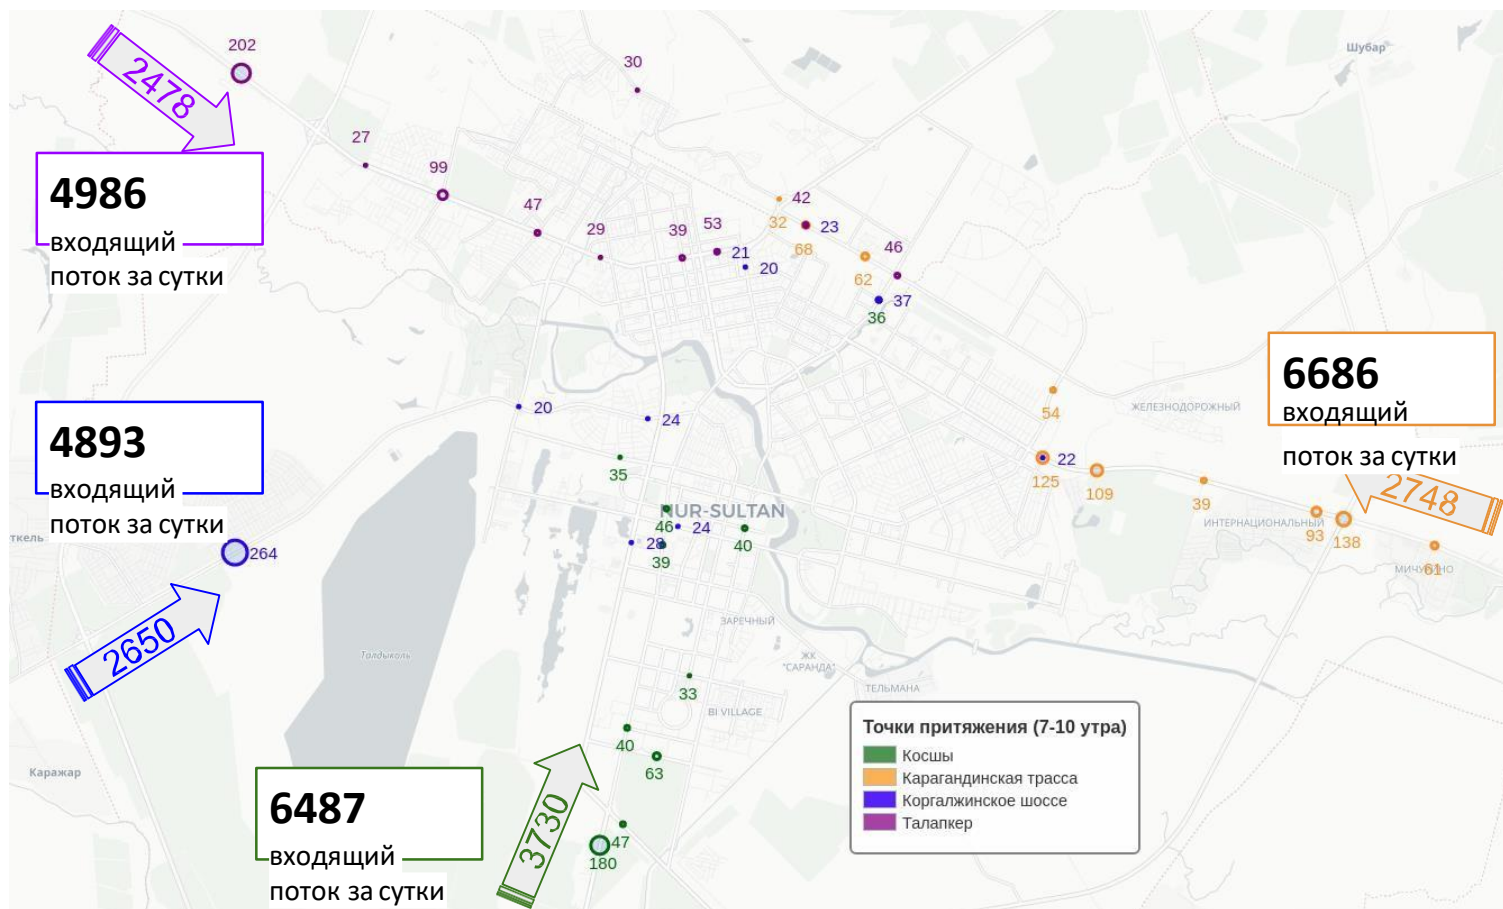 202
2478
30
Шубар
27
99
4986
входящий
поток за сутки
47
29
39
53
21
20
42
32
23
68
62
46
37
36
6686
входящий
поток за сутки
4893
входящий
поток за сутки
20
24
35
54
ЖЕЛЕЗНОДОРОЖНЫЙ
22
125
109
39
2748
ИНТЕРНАЦИОНАЛЬНЫЙ
93
138
61
NUR-SULTAN
46
24
28
39
40
ткель
264
2650
Талдыколь
ЗАРЕЧНЫЙ
ЖК
"САРАНДА"
ТЕЛЬМАНА
33
BI VILLAGE
40
63
Каражар
6487
входящий
поток за сутки
3730
47
180
Точки притяжения (7-10 утра)
Косшы
Карагандинская трасса
Коргалжинское шоссе
Талапкер